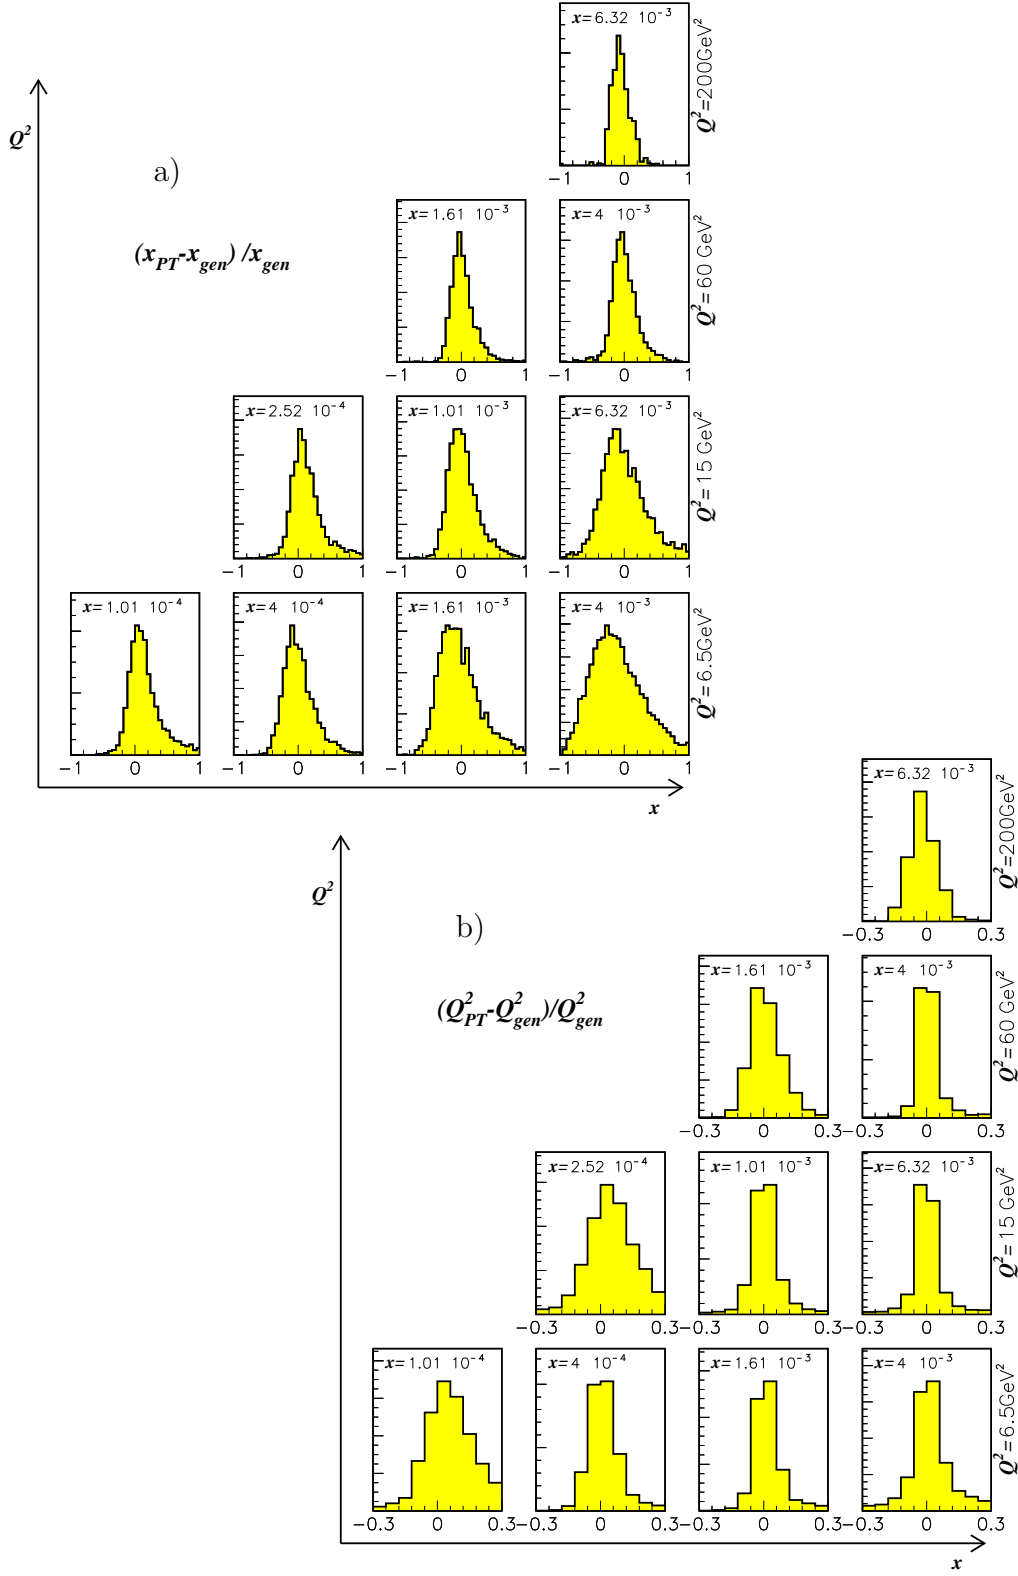 x=6.32 10⁻³
Q²=200GeV²
-1 0 1
Q²
a)
x=1.61 10⁻³
x=4 10⁻³
Q²=60 GeV²
(x_PT-x_gen)/x_gen
-1 0 1
-1 0 1
x=2.52 10⁻⁴
x=1.01 10⁻³
x=6.32 10⁻³
Q²=15 GeV²
-1 0 1
-1 0 1
-1 0 1
x=1.01 10⁻⁴
x=4 10⁻⁴
x=1.61 10⁻³
x=4 10⁻³
Q²=6.5GeV²
-1 0 1
-1 0 1
-1 0 1
-1 0 1
x
x=6.32 10⁻³
Q²=200GeV²
-0.3 0 0.3
Q²
b)
x=1.61 10⁻³
x=4 10⁻³
Q²=60 GeV²
(Q²_PT-Q²_gen)/Q²_gen
-0.3 0 0.3
-0.3 0 0.3
x=2.52 10⁻⁴
x=1.01 10⁻³
x=6.32 10⁻³
Q²=15 GeV²
-0.3 0 0.3
-0.3 0 0.3
-0.3 0 0.3
x=1.01 10⁻⁴
x=4 10⁻⁴
x=1.61 10⁻³
x=4 10⁻³
Q²=6.5GeV²
-0.3 0 0.3
-0.3 0 0.3
-0.3 0 0.3
-0.3 0 0.3
x